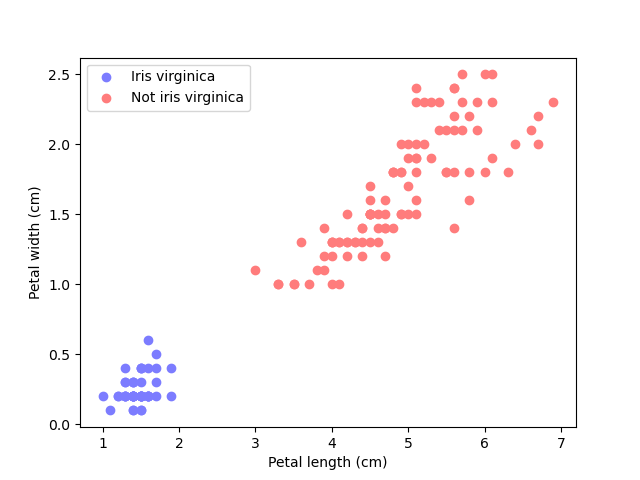 Iris virginica
Not iris virginica
2.5
2.0
1.5
1.0
0.5
0.0
Petal width (cm)
1 2 3 4 5 6 7
Petal length (cm)